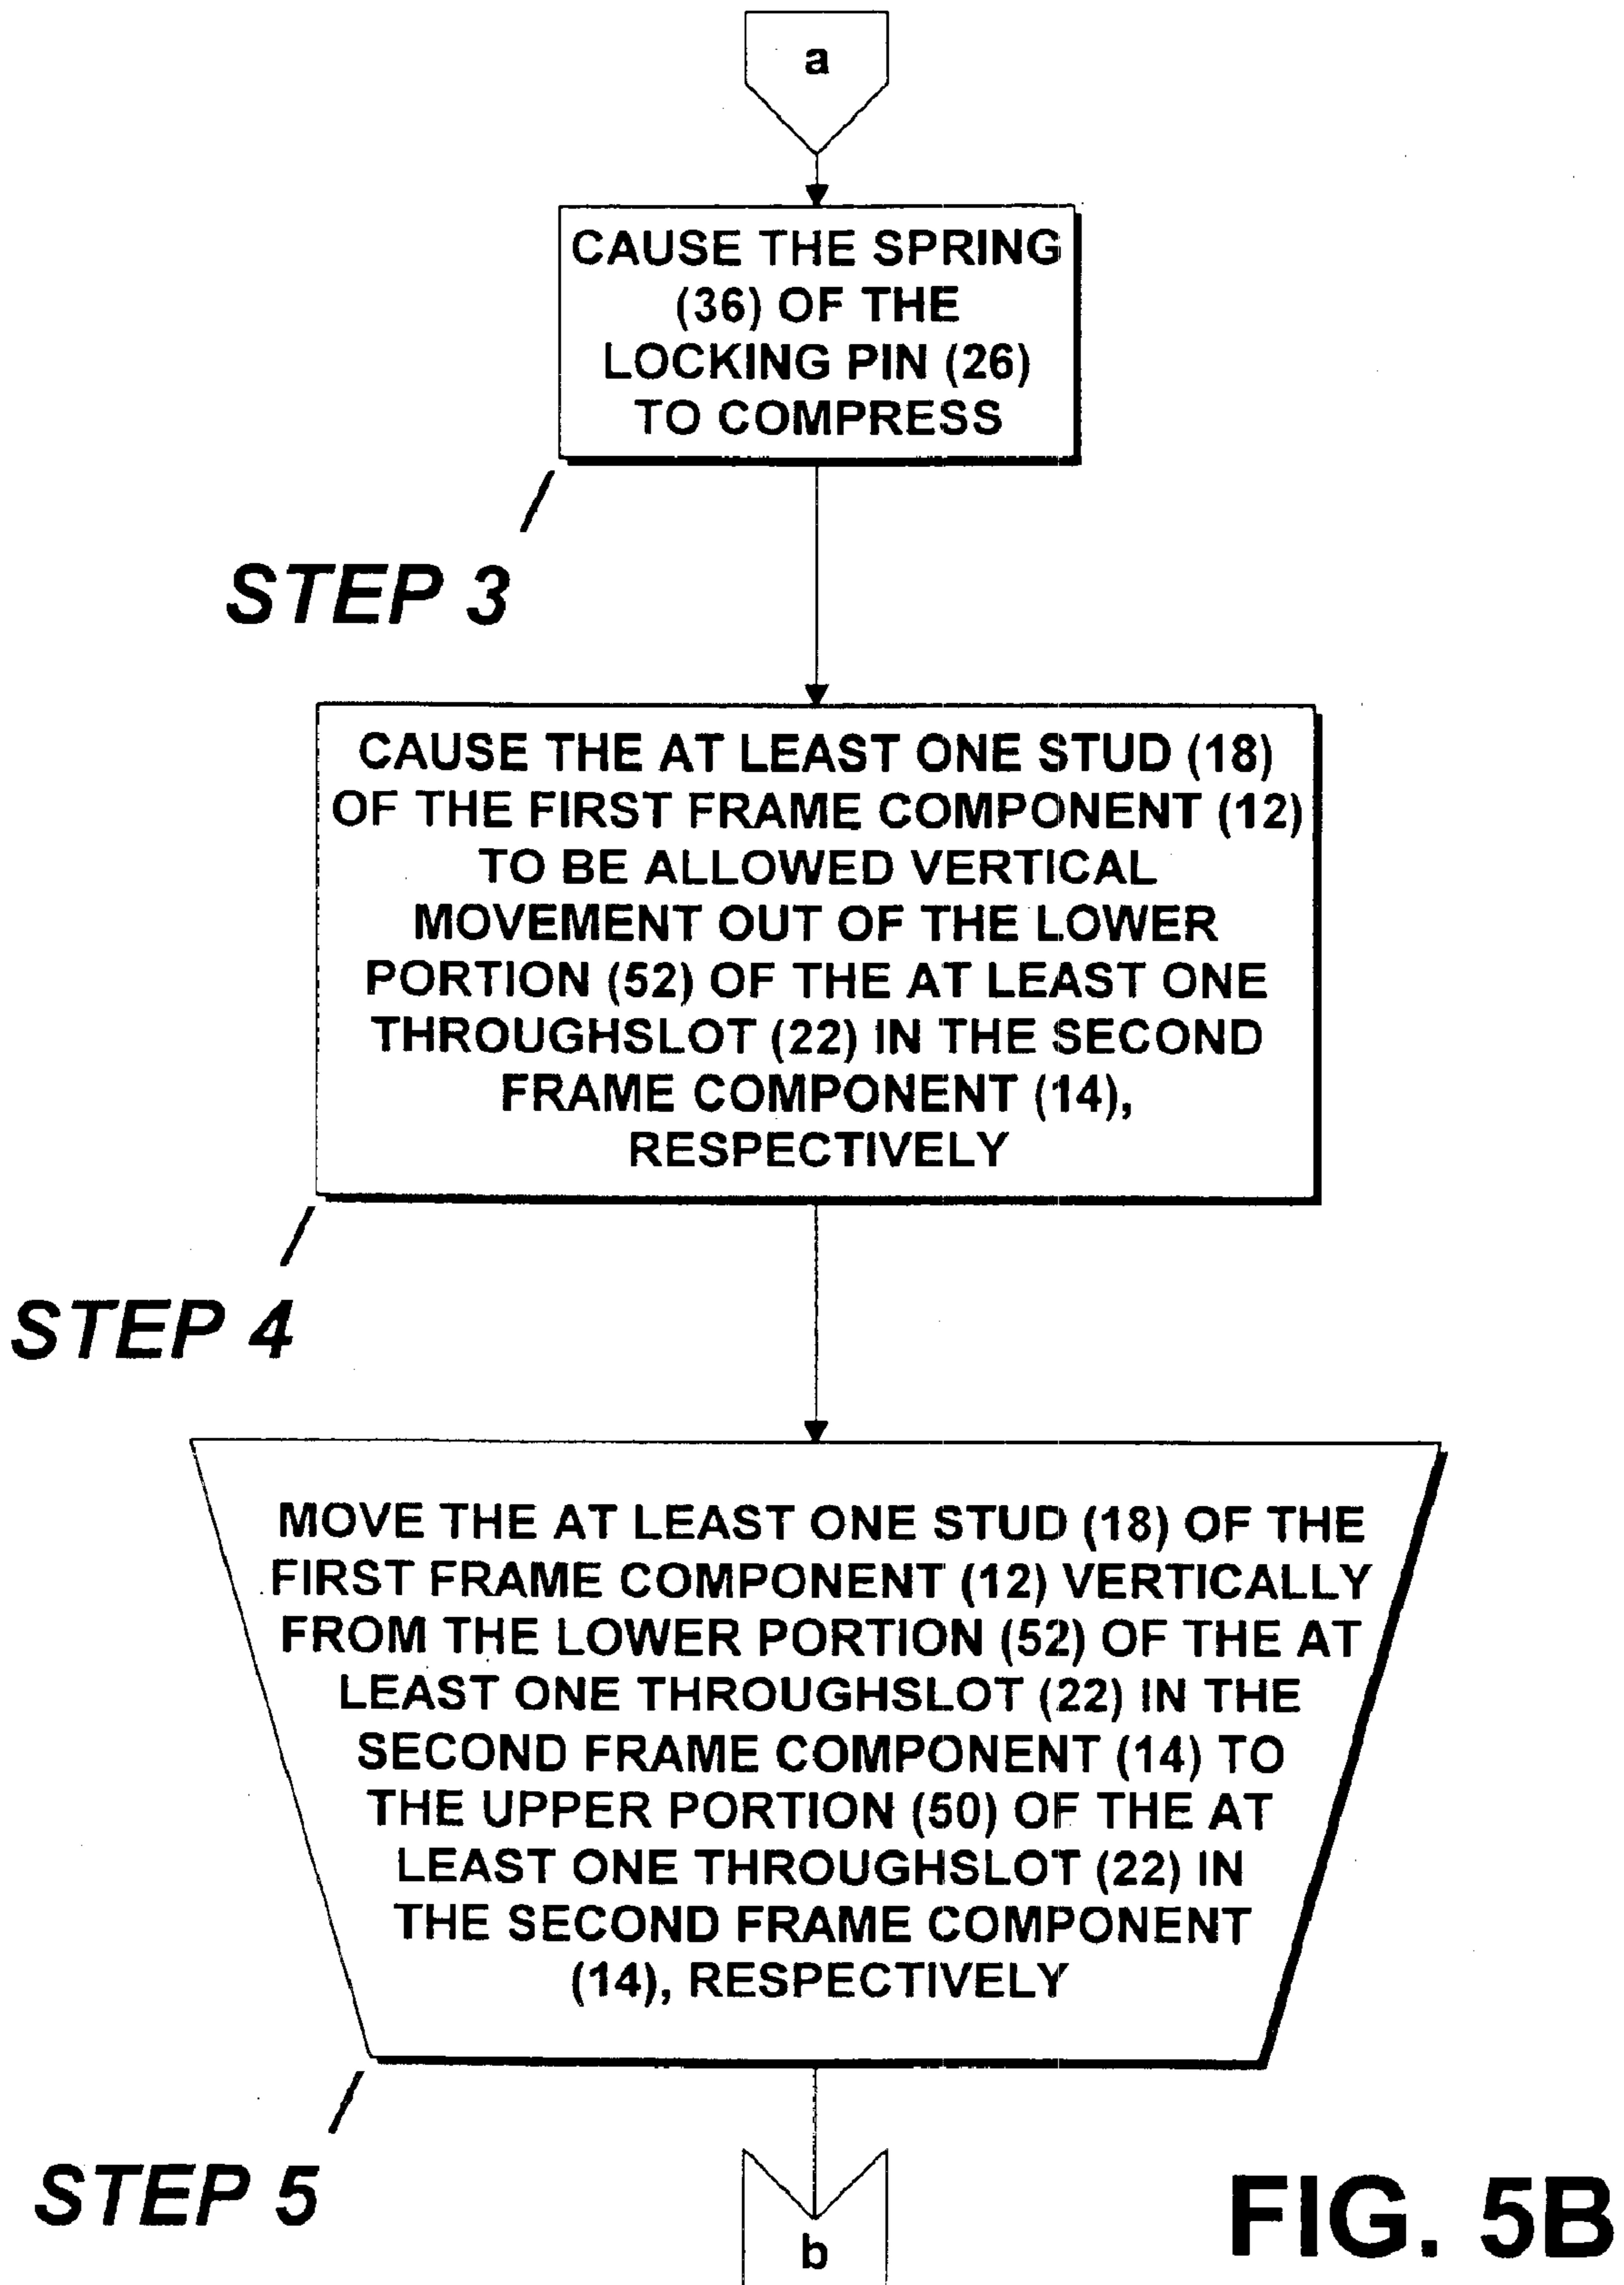 a
CAUSE THE SPRING
(36) OF THE
LOCKING PIN (26)
TO COMPRESS
STEP 3
CAUSE THE AT LEAST ONE STUD (18)
OF THE FIRST FRAME COMPONENT (12)
TO BE ALLOWED VERTICAL
MOVEMENT OUT OF THE LOWER
PORTION (52) OF THE AT LEAST ONE
THROUGHSLOT (22) IN THE SECOND
FRAME COMPONENT (14),
RESPECTIVELY
STEP 4
MOVE THE AT LEAST ONE STUD (18) OF THE
FIRST FRAME COMPONENT (12) VERTICALLY
FROM THE LOWER PORTION (52) OF THE AT
LEAST ONE THROUGHSLOT (22) IN THE
SECOND FRAME COMPONENT (14) TO
THE UPPER PORTION (50) OF THE AT
LEAST ONE THROUGHSLOT (22) IN
THE SECOND FRAME COMPONENT
(14), RESPECTIVELY
STEP 5
b
FIG. 5B